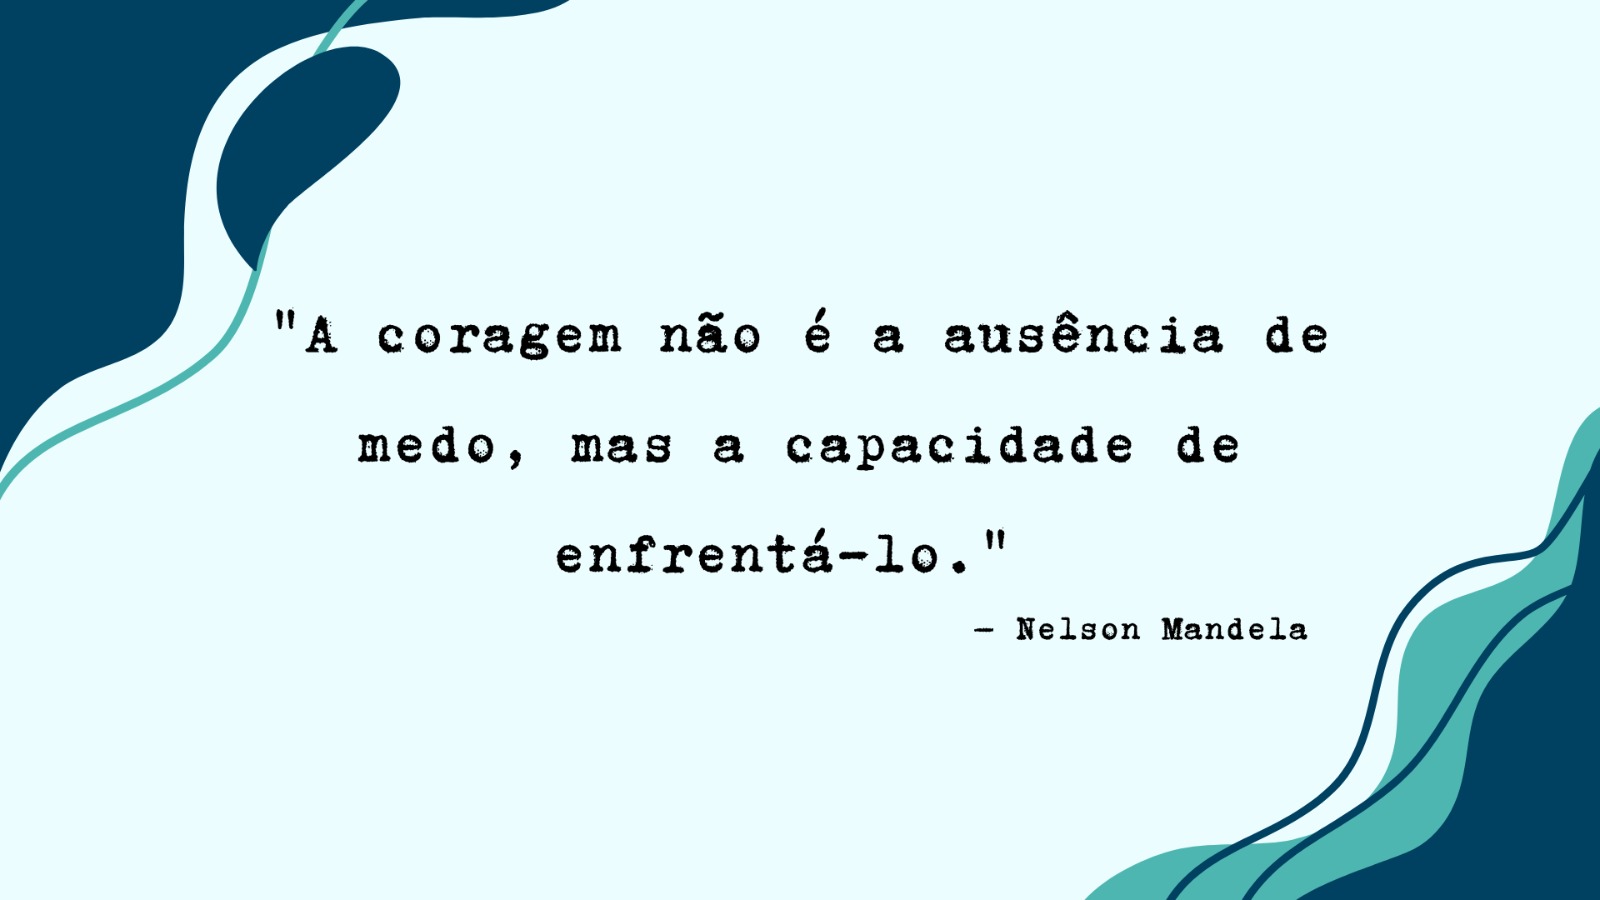 "A coragem não é a ausência de
medo, mas a capacidade de
enfrentá-lo."
— Nelson Mandela